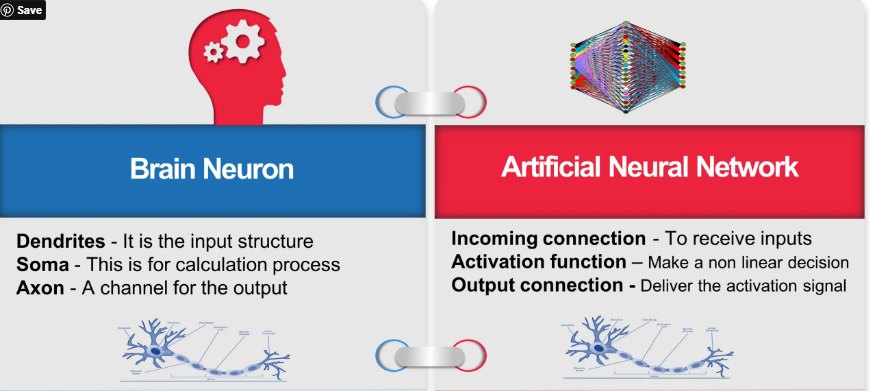 Save
Brain Neuron
Dendrites - It is the input structure
Soma - This is for calculation process
Axon - A channel for the output
Artificial Neural Network
Incoming connection - To receive inputs
Activation function – Make a non linear decision
Output connection - Deliver the activation signal